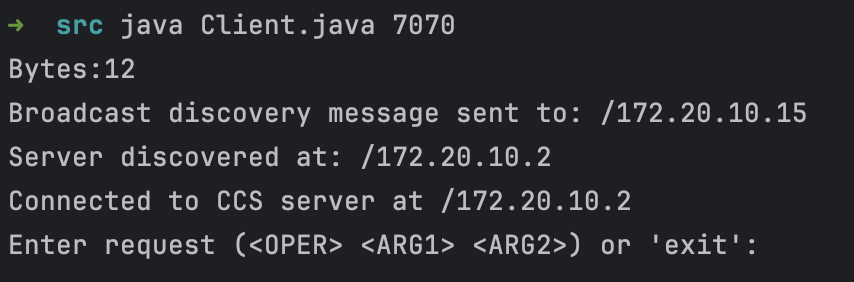 ➜ src java Client.java 7070
Bytes:12
Broadcast discovery message sent to: /172.20.10.15
Server discovered at: /172.20.10.2
Connected to CCS server at /172.20.10.2
Enter request (<OPER> <ARG1> <ARG2>) or 'exit':